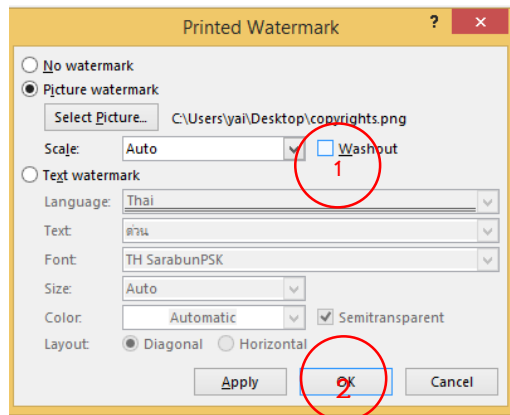 Printed Watermark ? ×
No watermark
Picture watermark
Select Picture... C:\Users\yai\Desktop\copyrights.png
Scale: Auto Washout
1
Text watermark
Language: Thai
Text: ด่วน
Font: TH SarabunPSK
Size: Auto
Color: Automatic Semitransparent
Layout: Diagonal Horizontal
Apply OK Cancel
2